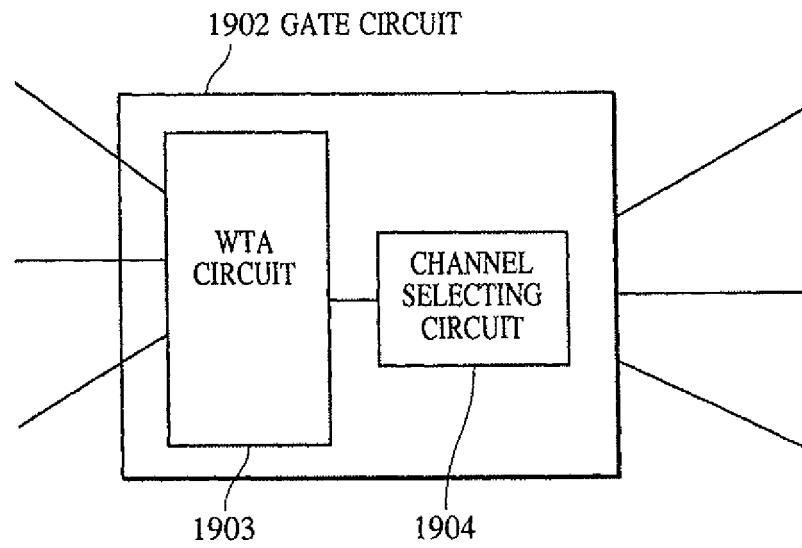 1902 GATE CIRCUIT
WTA
CIRCUIT
CHANNEL
SELECTING
CIRCUIT
1903
1904